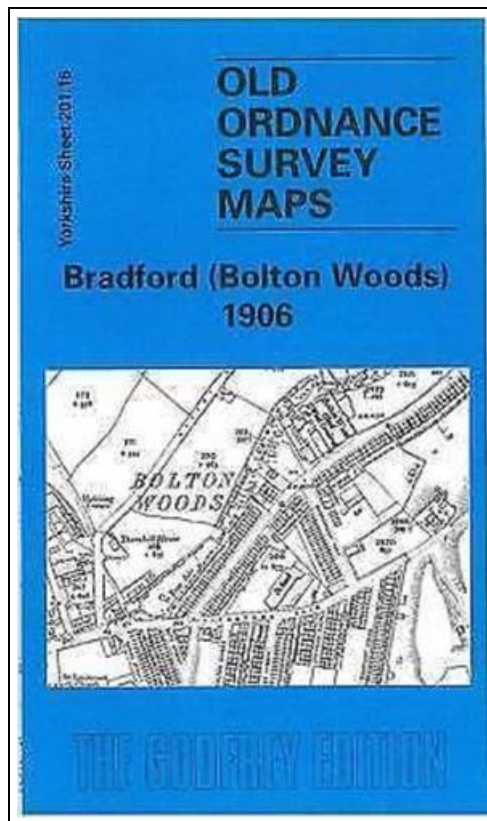 Yorkshire Sheet 201.16
OLD
ORDNANCE
SURVEY
MAPS
Bradford (Bolton Woods)
1906
BOLTON
WOODS
THE GODFREY EDITION